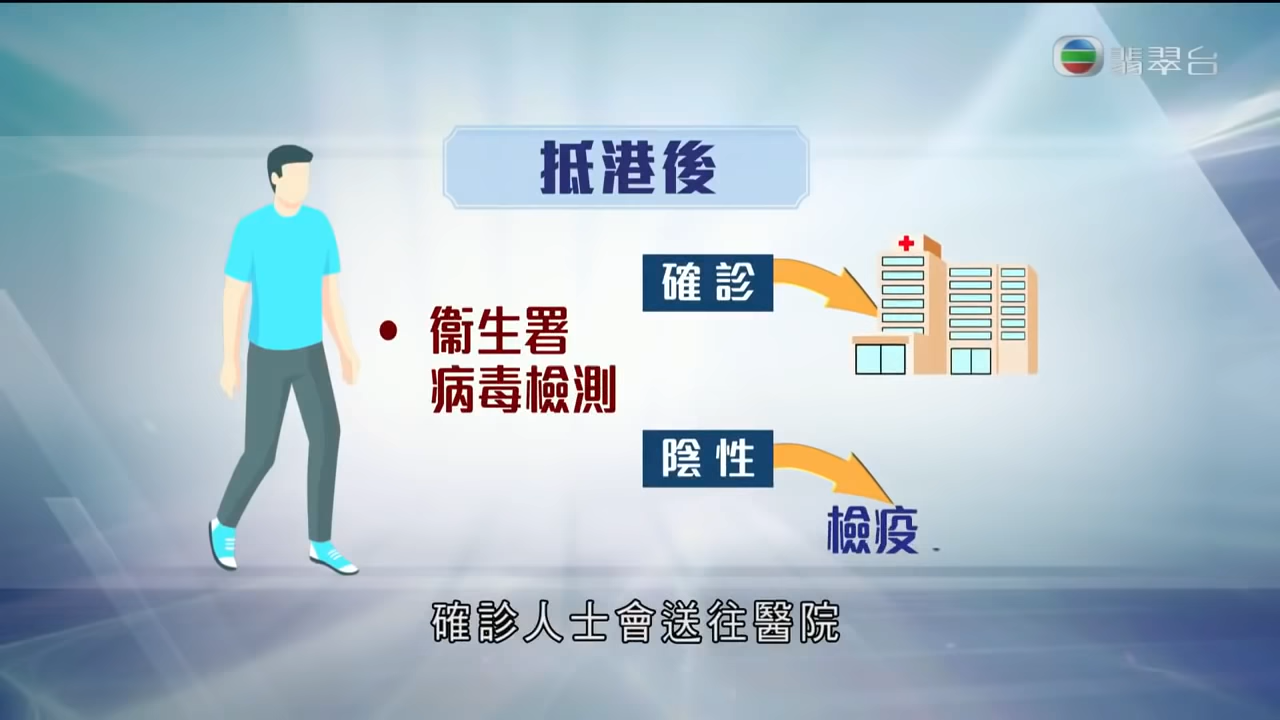 翡翠台
抵港後
確診
• 衞生署
病毒檢測
陰性
檢疫
確診人士會送往醫院